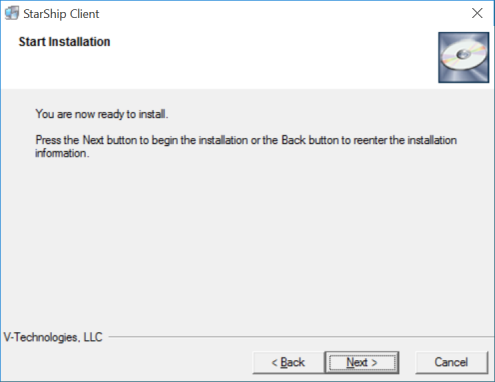 StarShip Client
Start Installation
You are now ready to install.
Press the Next button to begin the installation or the Back button to reenter the installation
information.
V-Technologies, LLC
< Back Next > Cancel